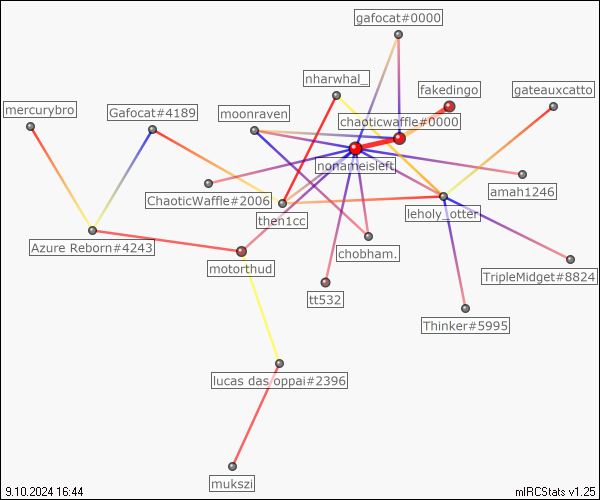 gafocat#0000
nharwhal_
fakedingo
gateauxcatto
mercurybro
Gafocat#4189
moonraven
chaoticwaffle#0000
nonameisleft
amah1246
ChaoticWaffle#2006
then1cc
leholy_otter
Azure Reborn#4243
chobham.
motorthud
TripleMidget#8824
tt532
Thinker#5995
lucas das oppai#2396
mukszi
9.10.2024 16:44
mIRCStats v1.25